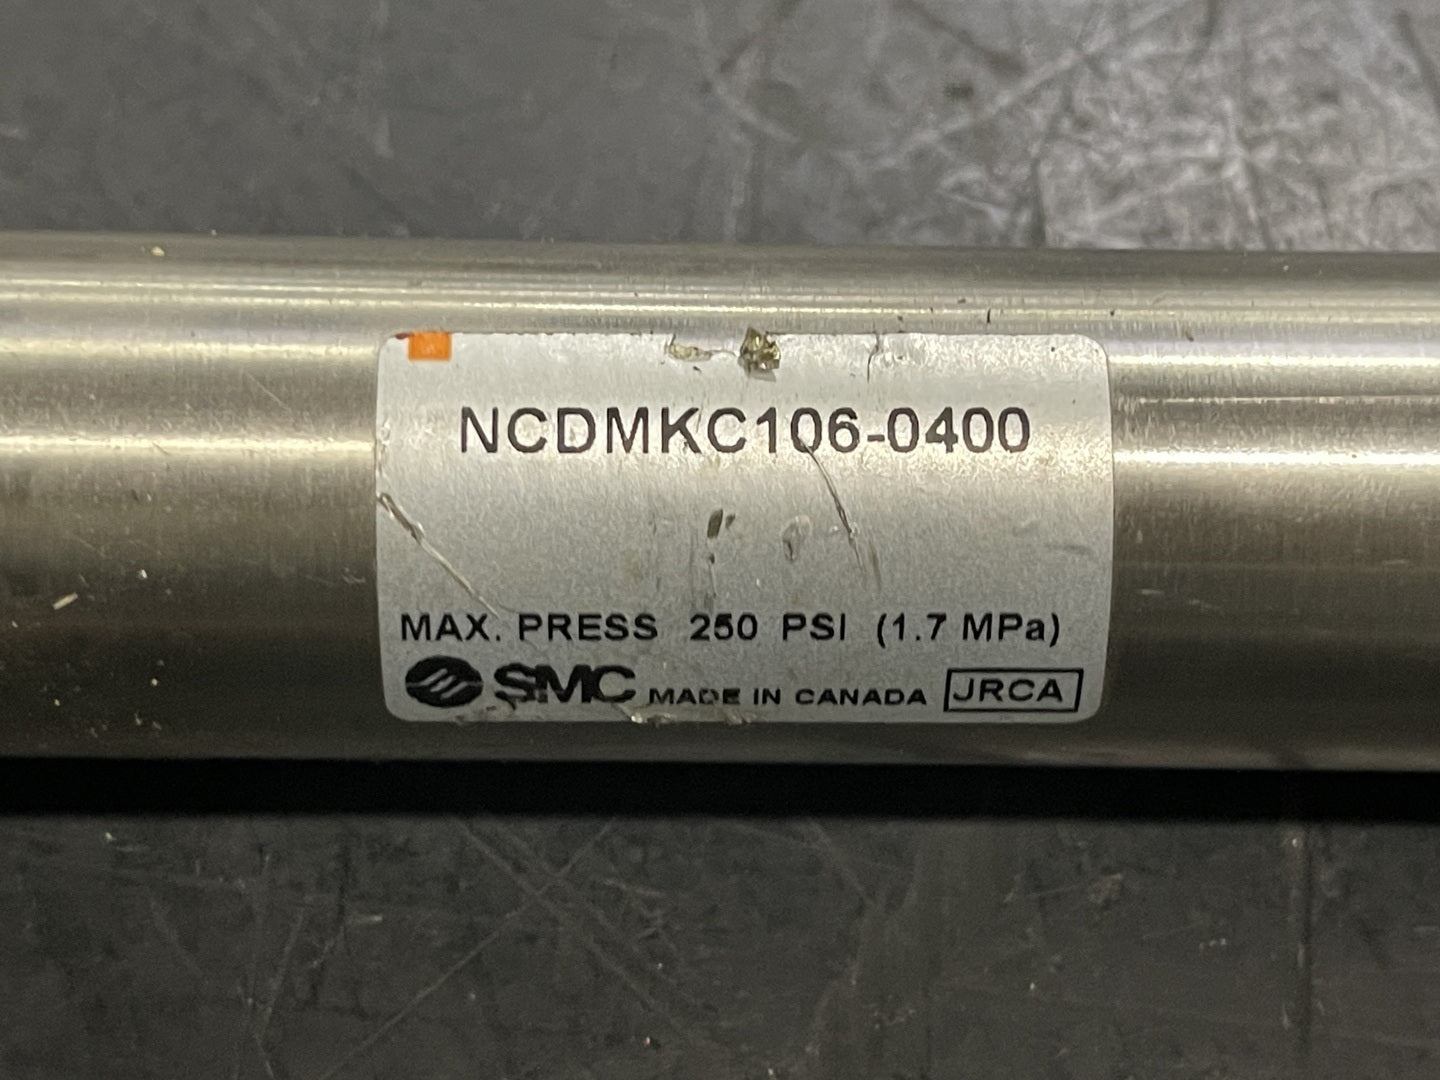 NCDMKC106-0400
MAX. PRESS 250 PSI (1.7 MPa)
SMC MADE IN CANADA JRCA